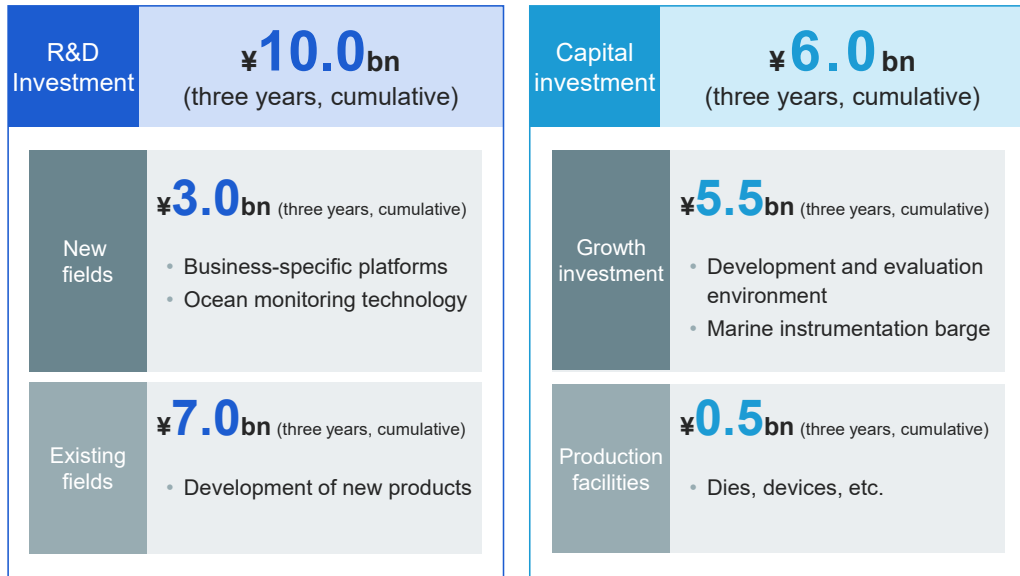 R&D
Investment
¥10.0bn
(three years, cumulative)
New
fields
¥3.0bn (three years, cumulative)
• Business-specific platforms
• Ocean monitoring technology
Existing
fields
¥7.0bn (three years, cumulative)
• Development of new products
Capital
investment
¥6.0bn
(three years, cumulative)
Growth
investment
¥5.5bn (three years, cumulative)
• Development and evaluation
environment
• Marine instrumentation barge
Production
facilities
¥0.5bn (three years, cumulative)
• Dies, devices, etc.